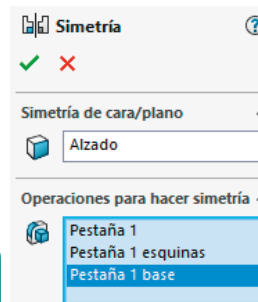 Simetría
Simetría de cara/plano
Alzado
Operaciones para hacer simetría
Pestaña 1
Pestaña 1 esquinas
Pestaña 1 base